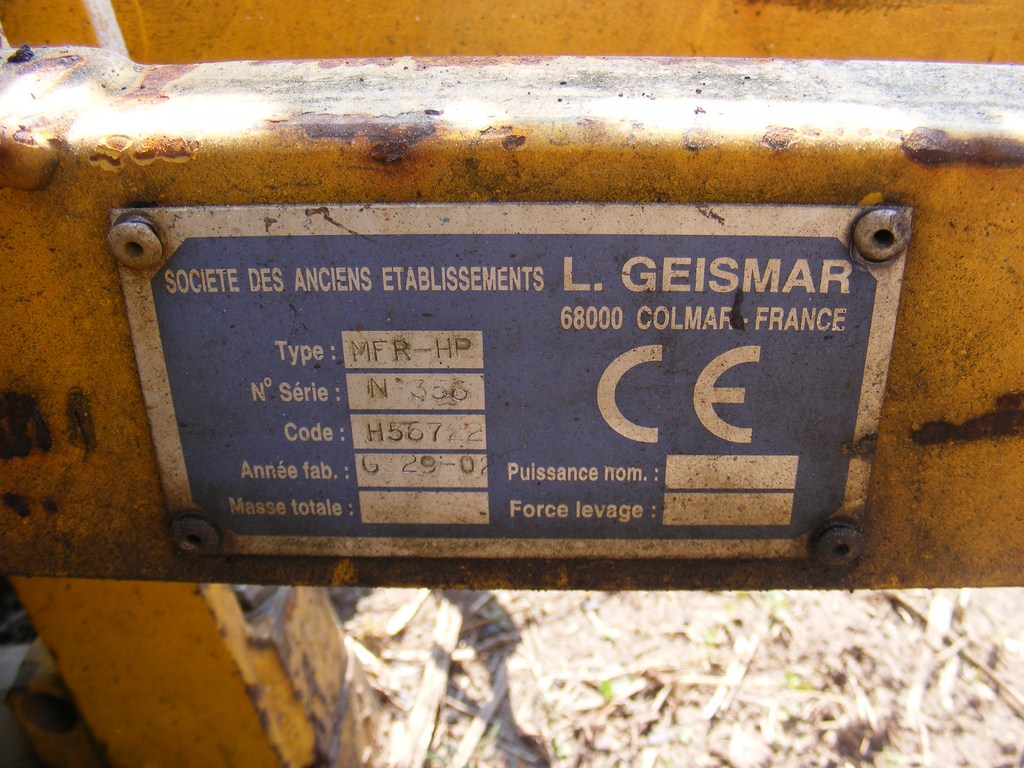 SOCIETE DES ANCIENS ETABLISSEMENTS L. GEISMAR
68000 COLMAR - FRANCE
Type : MFR-HP
N° Série : N°356
CE
Code :
Année fab. :
Puissance nom. :
Masse totale :
Force levage :